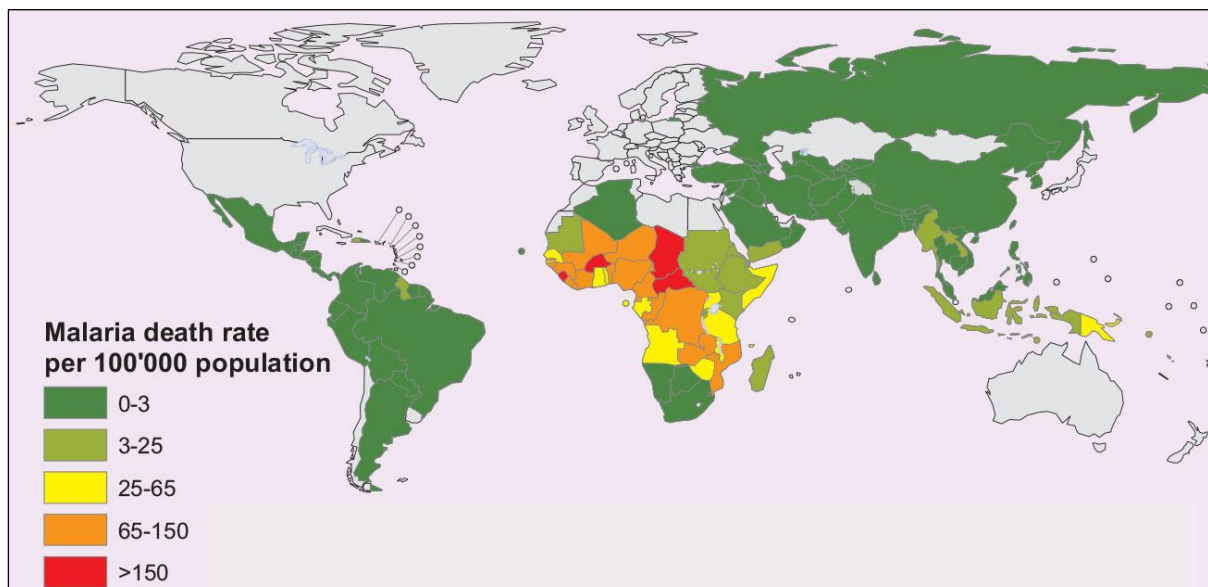 Malaria death rate
per 100'000 population
0-3
3-25
25-65
65-150
>150